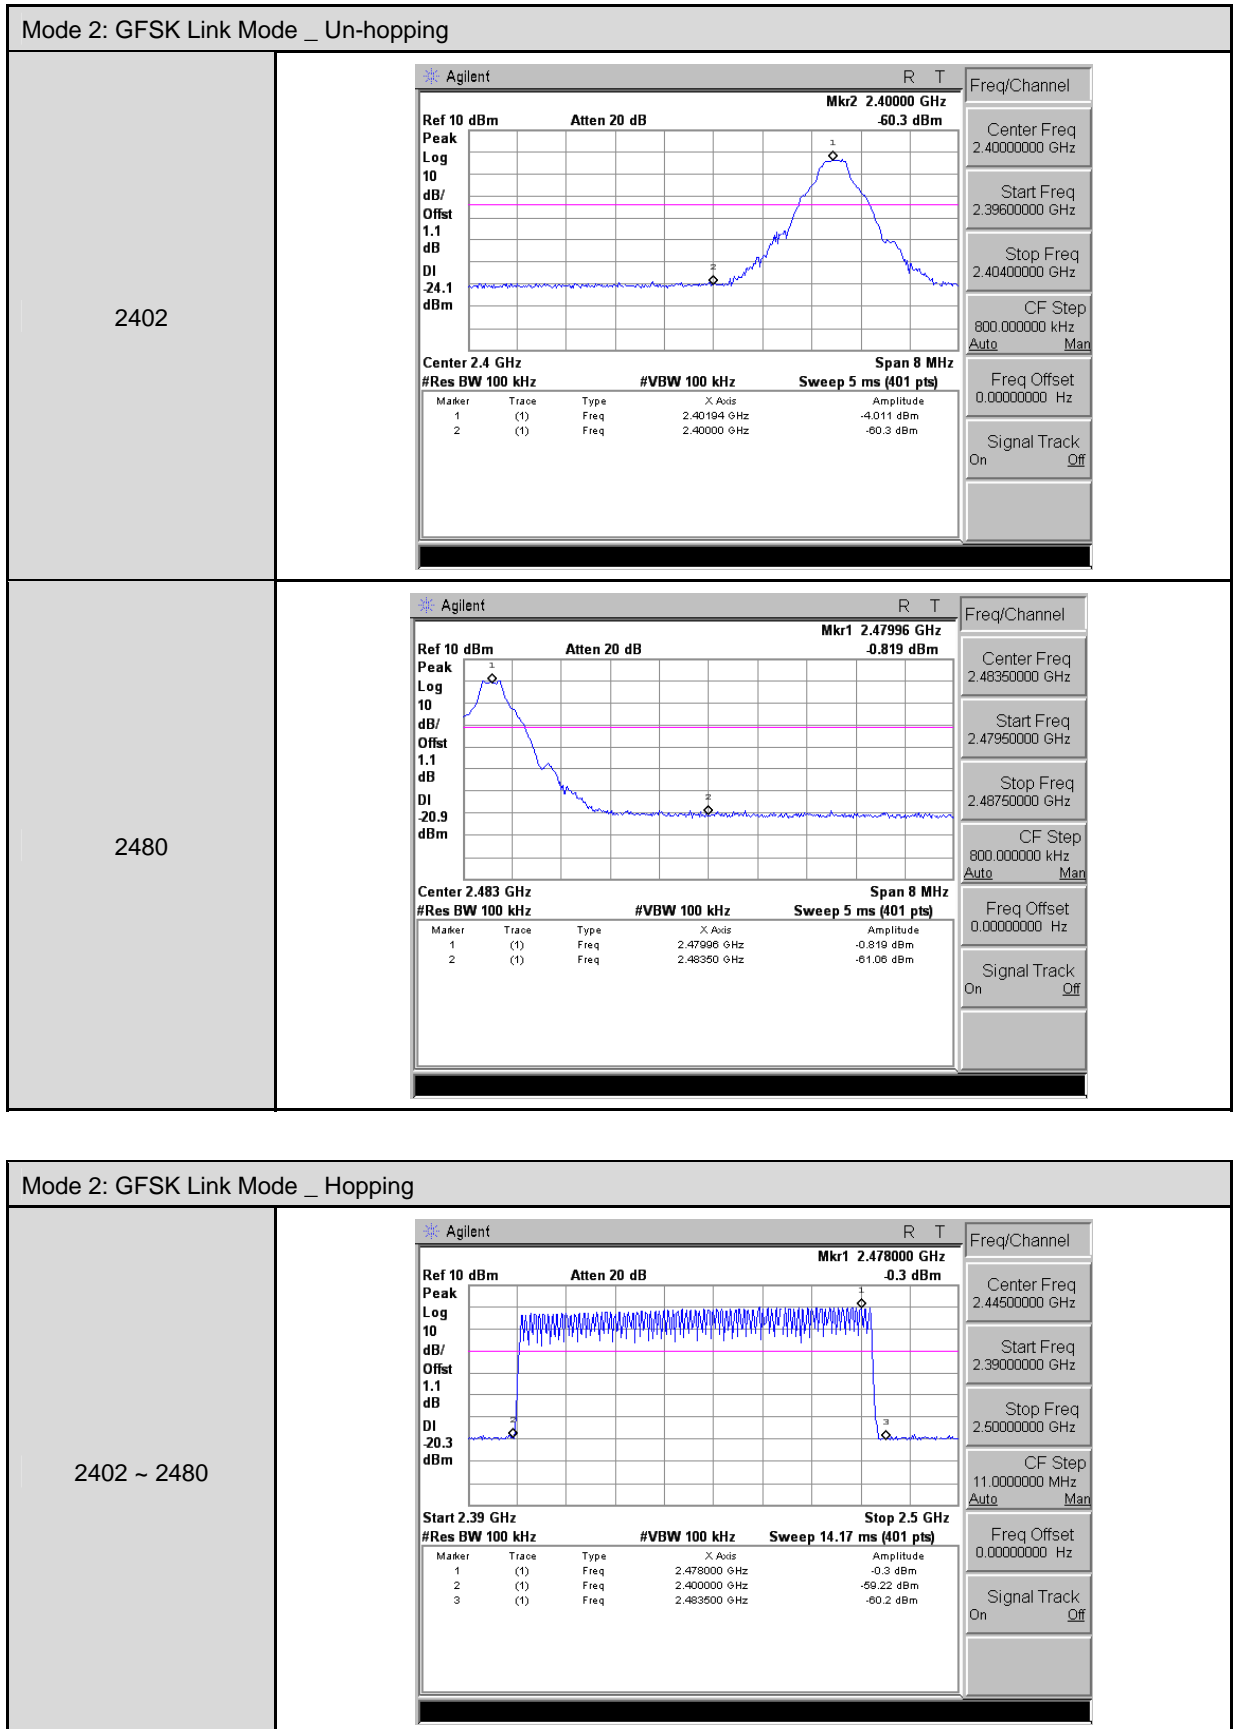 Mode 2: GFSK Link Mode _ Un-hopping
2402
Agilent R T
Mkr2 2.40000 GHz
Ref 10 dBm Atten 20 dB -60.3 dBm
Peak
Log
10
dB/
Offst
1.1
dB
DI
-24.1
dBm
1
2
Center 2.4 GHz Span 8 MHz
#Res BW 100 kHz #VBW 100 kHz Sweep 5 ms (401 pts)
Marker Trace Type X Axis Amplitude
1 (1) Freq 2.40194 GHz -4.011 dBm
2 (1) Freq 2.40000 GHz -60.3 dBm
Freq/Channel
Center Freq
2.40000000 GHz
Start Freq
2.39600000 GHz
Stop Freq
2.40400000 GHz
CF Step
800.000000 kHz
Auto Man
Freq Offset
0.00000000 Hz
Signal Track
On Off
2480
Agilent R T
Mkr1 2.47996 GHz
Ref 10 dBm Atten 20 dB -0.819 dBm
Peak
Log
10
dB/
Offst
1.1
dB
DI
-20.9
dBm
1
2
Center 2.483 GHz Span 8 MHz
#Res BW 100 kHz #VBW 100 kHz Sweep 5 ms (401 pts)
Marker Trace Type X Axis Amplitude
1 (1) Freq 2.47996 GHz -0.819 dBm
2 (1) Freq 2.48350 GHz -61.06 dBm
Freq/Channel
Center Freq
2.48350000 GHz
Start Freq
2.47950000 GHz
Stop Freq
2.48750000 GHz
CF Step
800.000000 kHz
Auto Man
Freq Offset
0.00000000 Hz
Signal Track
On Off
Mode 2: GFSK Link Mode _ Hopping
2402 ~ 2480
Agilent R T
Mkr1 2.478000 GHz
Ref 10 dBm Atten 20 dB -0.3 dBm
Peak
Log
10
dB/
Offst
1.1
dB
DI
-20.3
dBm
1
2
3
Start 2.39 GHz Stop 2.5 GHz
#Res BW 100 kHz #VBW 100 kHz Sweep 14.17 ms (401 pts)
Marker Trace Type X Axis Amplitude
1 (1) Freq 2.478000 GHz -0.3 dBm
2 (1) Freq 2.400000 GHz -59.22 dBm
3 (1) Freq 2.483500 GHz -60.2 dBm
Freq/Channel
Center Freq
2.44500000 GHz
Start Freq
2.39000000 GHz
Stop Freq
2.50000000 GHz
CF Step
11.0000000 MHz
Auto Man
Freq Offset
0.00000000 Hz
Signal Track
On Off